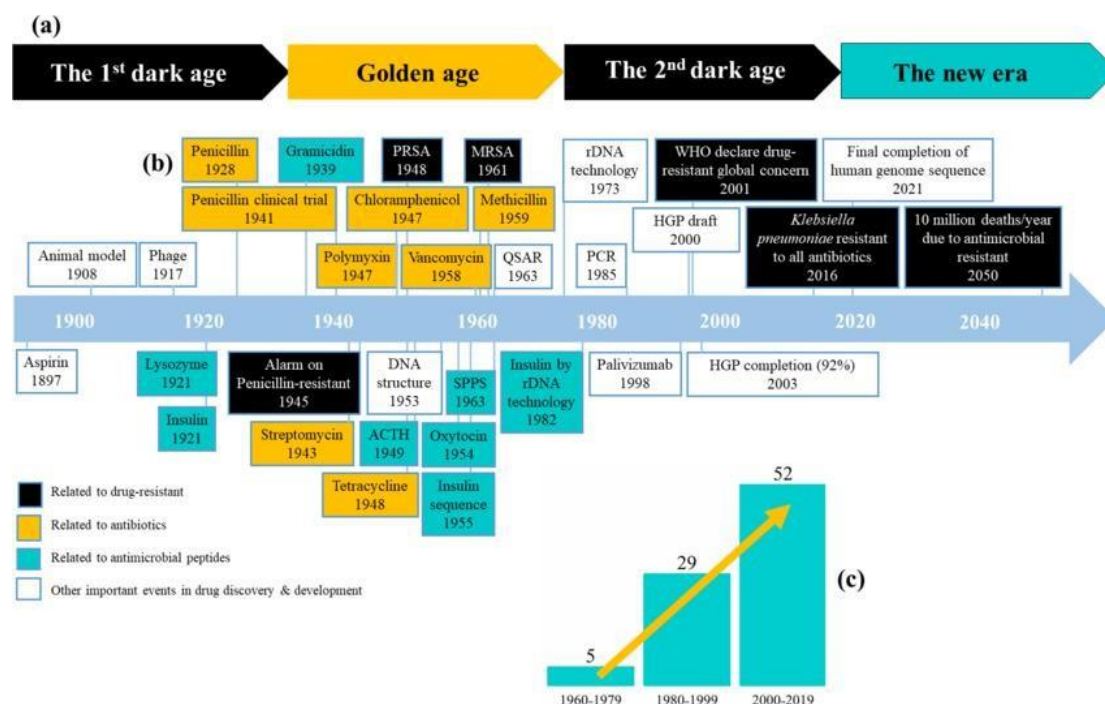 (a)
The 1st dark age
Golden age
The 2nd dark age
The new era
(b)
Penicillin
1928
Gramicidin
1939
PRSA
1948
MRSA
1961
rDNA
technology
1973
WHO declare drug-
resistant global concern
2001
Final completion of
human genome sequence
2021
Penicillin clinical trial
1941
Chloramphenicol
1947
Methicillin
1959
HGP draft
2000
Klebsiella
pneumoniae resistant
to all antibiotics
2016
10 million deaths/year
due to antimicrobial
resistant
2050
Animal model
1908
Phage
1917
Polymyxin
1947
Vancomycin
1958
QSAR
1963
PCR
1985
1900
1920
1940
1960
1980
2000
2020
2040
Aspirin
1897
Lysozyme
1921
Alarm on
Penicillin-resistant
1945
DNA
structure
1953
SPPS
1963
Insulin by
rDNA
technology
1982
Palivizumab
1998
HGP completion (92%)
2003
Insulin
1921
Streptomycin
1943
ACTH
1949
Oxytocin
1954
Tetracycline
1948
Insulin
sequence
1955
Related to drug-resistant
Related to antibiotics
Related to antimicrobial peptides
Other important events in drug discovery & development
(c)
5
29
52
1960-1979
1980-1999
2000-2019